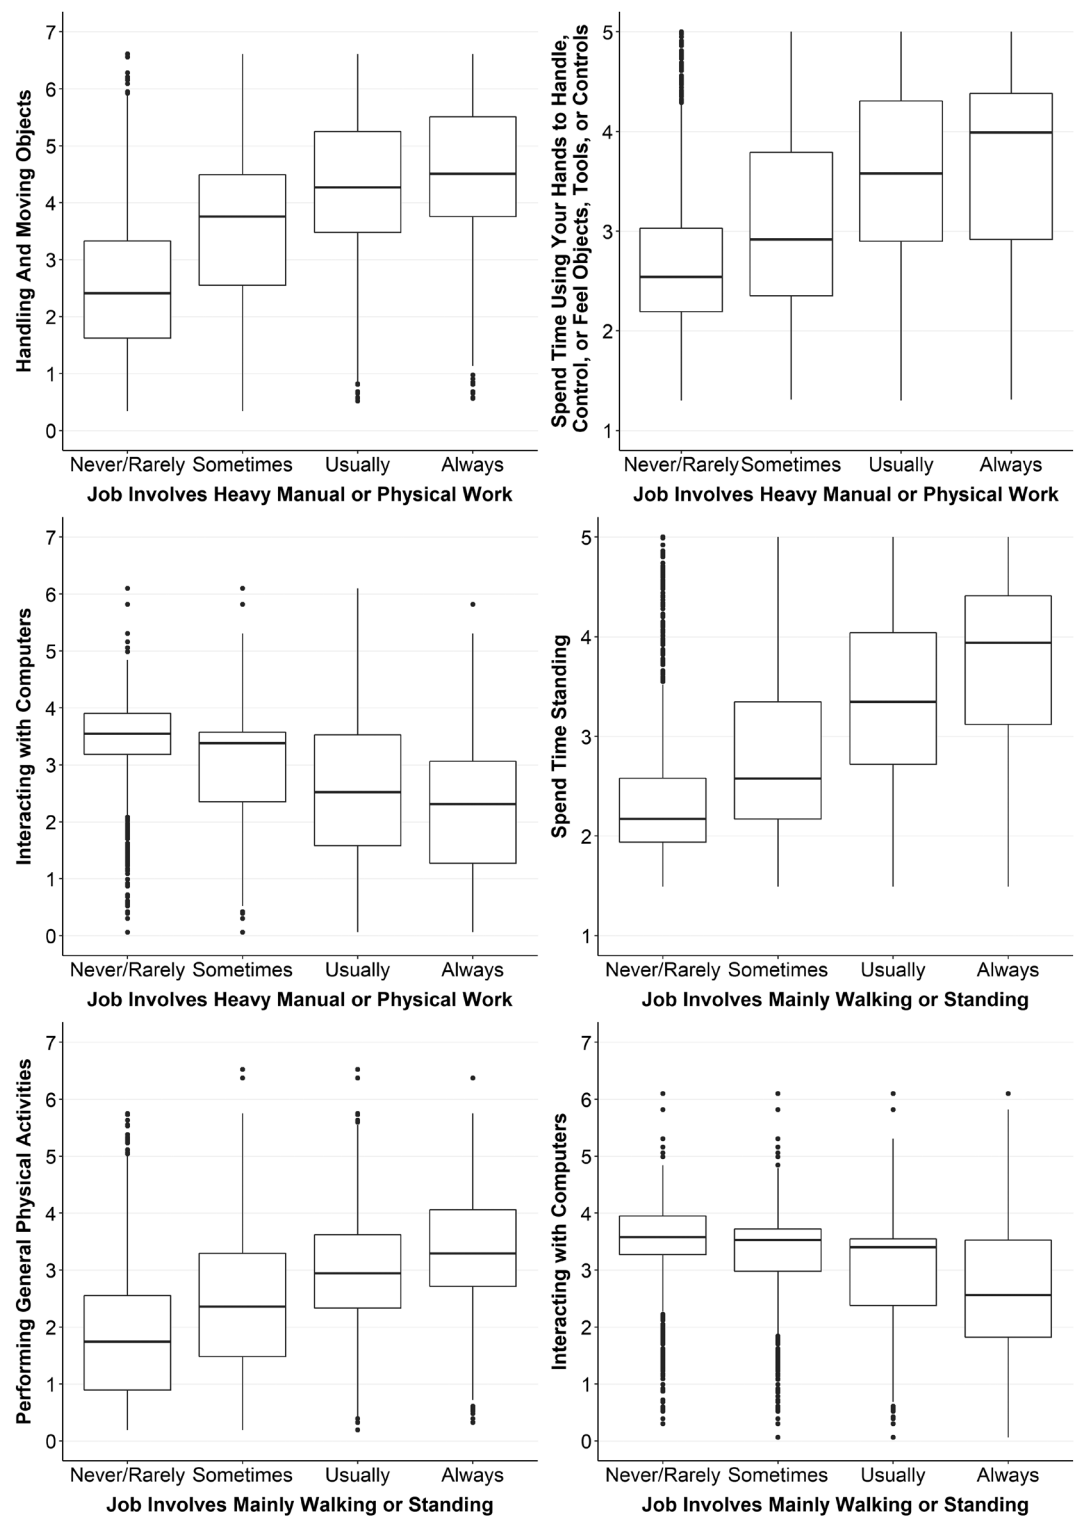 Handling And Moving Objects
7
6
5
4
3
2
1
0
Never/Rarely Sometimes Usually Always
Job Involves Heavy Manual or Physical Work
Spend Time Using Your Hands to Handle,
Control, or Feel Objects, Tools, or Controls
5
4
3
2
1
Never/Rarely Sometimes Usually Always
Job Involves Heavy Manual or Physical Work
Interacting with Computers
7
6
5
4
3
2
1
0
Never/Rarely Sometimes Usually Always
Job Involves Heavy Manual or Physical Work
Spend Time Standing
5
4
3
2
1
Never/Rarely Sometimes Usually Always
Job Involves Mainly Walking or Standing
Performing General Physical Activities
7
6
5
4
3
2
1
0
Never/Rarely Sometimes Usually Always
Job Involves Mainly Walking or Standing
Interacting with Computers
7
6
5
4
3
2
1
0
Never/Rarely Sometimes Usually Always
Job Involves Mainly Walking or Standing